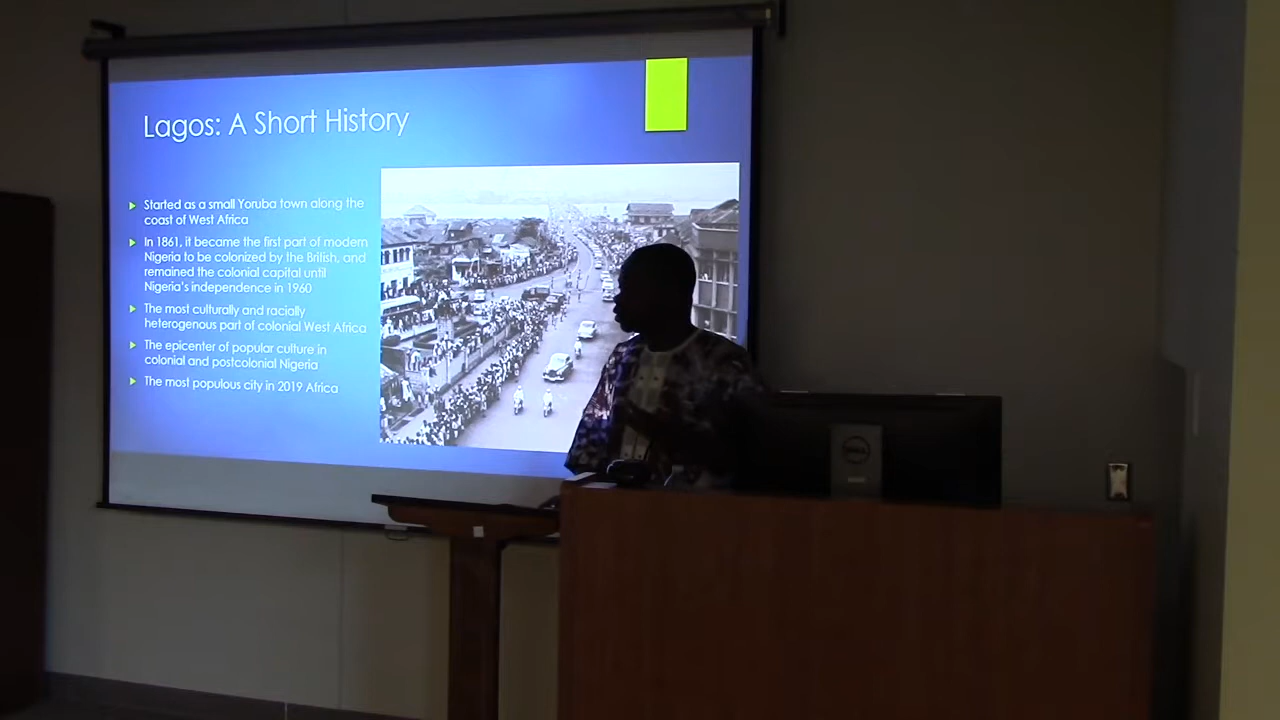 Lagos: A Short History
Started as a small Yoruba town along the
coast of West Africa
In 1861, it became the first part of modern
Nigeria to be colonized by the British, and
remained the colonial capital until
Nigeria's independence in 1960
The most culturally and racially
heterogenous part of colonial West Africa
The epicenter of popular culture in
colonial and postcolonial Nigeria
The most populous city in 2019 Africa
DELL